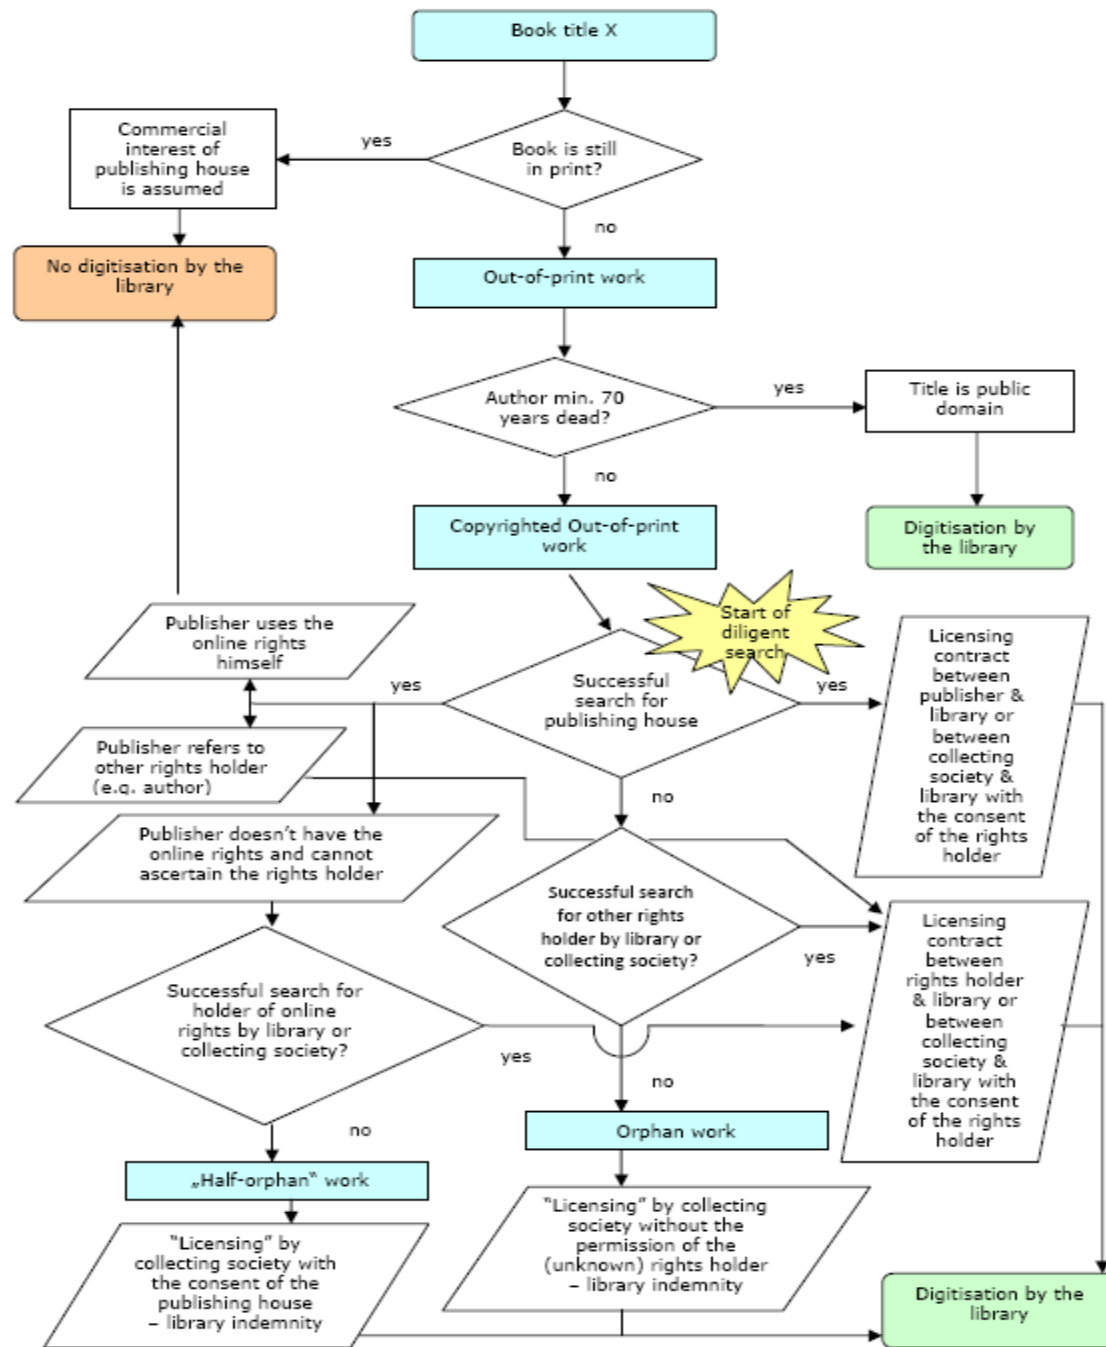 Book title X
Commercial
interest of
publishing house
is assumed
yes
Book is still
in print?
no
No digitisation by the
library
Out-of-print work
Author min. 70
years dead?
yes
Title is public
domain
no
Copyrighted Out-of-print
work
Digitisation by
the library
Start of
diligent
search
Publisher uses the
online rights
himself
yes
Successful
search for
publishing house
yes
Licensing
contract
between
publisher &
library or
between
collecting
society &
library with
the consent
of the rights
holder
Publisher refers to
other rights holder
(e.g. author)
no
Publisher doesn't have the
online rights and cannot
ascertain the rights holder
Successful search
for other rights
holder by library or
collecting society?
yes
Licensing
contract
between
rights holder
& library or
between
collecting
society &
library with
the consent
of the rights
holder
Successful search for
holder of online
rights by library or
collecting society?
yes
no
no
Orphan work
„Half-orphan“ work
"Licensing" by
collecting society with
the consent of the
publishing house
– library indemnity
"Licensing" by collecting
society without the
permission of the
(unknown) rights holder
– library indemnity
Digitisation by the
library